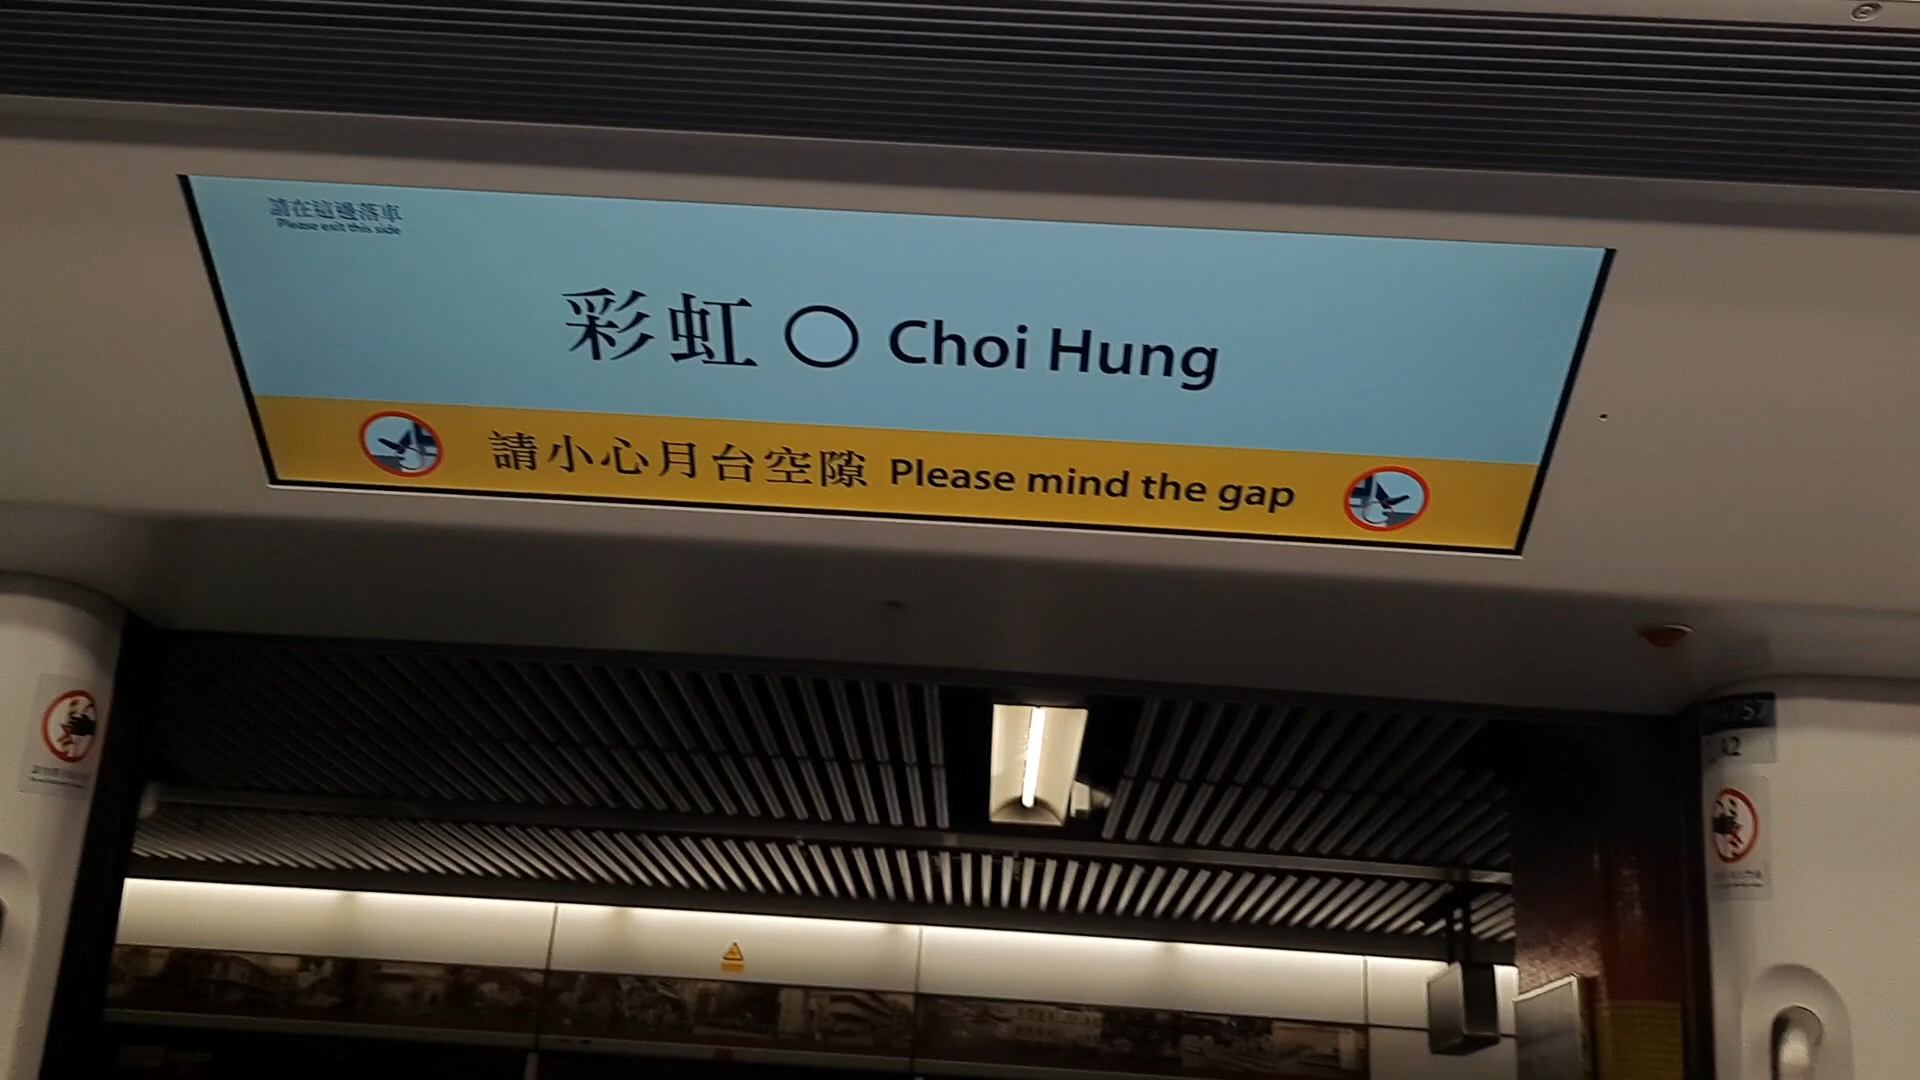 請在這邊落車
Please exit this side
彩虹 Choi Hung
請小心月台空隙 Please mind the gap
A2